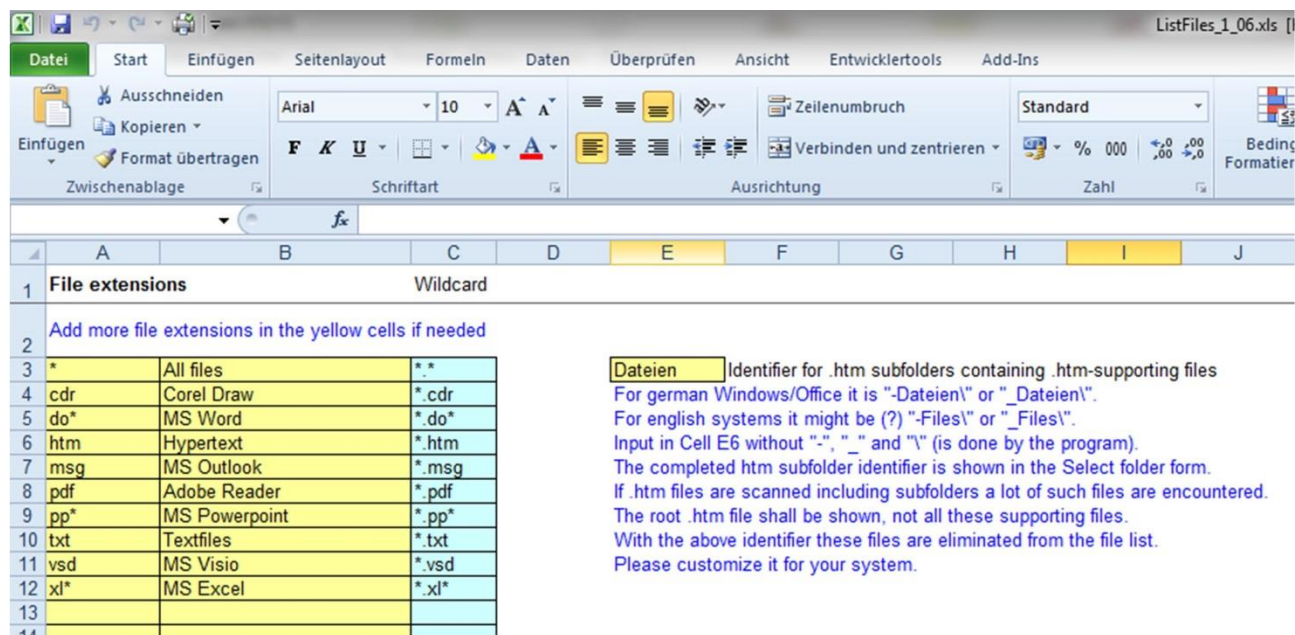 ListFiles_1_06.xls
Datei Start Einfügen Seitenlayout Formeln Daten Überprüfen Ansicht Entwicklertools Add-Ins
Ausschneiden
Kopieren
Format übertragen
Einfügen
Arial 10 A A
F K U A
Zeilenumbruch
Verbinden und zentrieren
Standard
% 000 ,0 ,00 ,00 ,0
Zwischenablage Schriftart Ausrichtung Zahl
fx
A B C D E F G H I J
1 File extensions Wildcard
2 Add more file extensions in the yellow cells if needed
3 * All files *.* Dateien Identifier for .htm subfolders containing .htm-supporting files
4 cdr Corel Draw *.cdr For german Windows/Office it is "-Dateien\" or "_Dateien\".
5 do* MS Word *.do* For english systems it might be (?) "-Files\" or "_Files\".
6 htm Hypertext *.htm Input in Cell E6 without "-", "_" and "\" (is done by the program).
7 msg MS Outlook *.msg The completed htm subfolder identifier is shown in the Select folder form.
8 pdf Adobe Reader *.pdf If .htm files are scanned including subfolders a lot of such files are encountered.
9 pp* MS Powerpoint *.pp* The root .htm file shall be shown, not all these supporting files.
10 txt Textfiles *.txt With the above identifier these files are eliminated from the file list.
11 vsd MS Visio *.vsd Please customize it for your system.
12 xl* MS Excel *.xl*
13